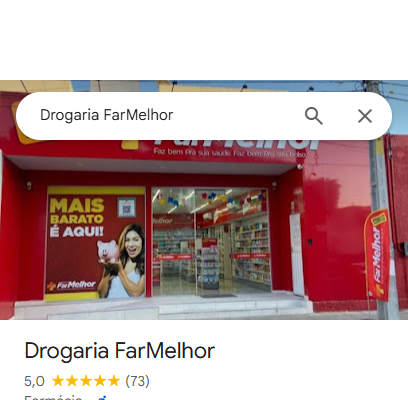 Drogaria FarMelhor
FarMelhor
Faz bem Pra sua saúde Faz Bem Pro seu bolso
MAIS
BARATO
É AQUI!
FarMelhor
FarMelhor
Drogaria FarMelhor
5,0 (73)
Farmácia